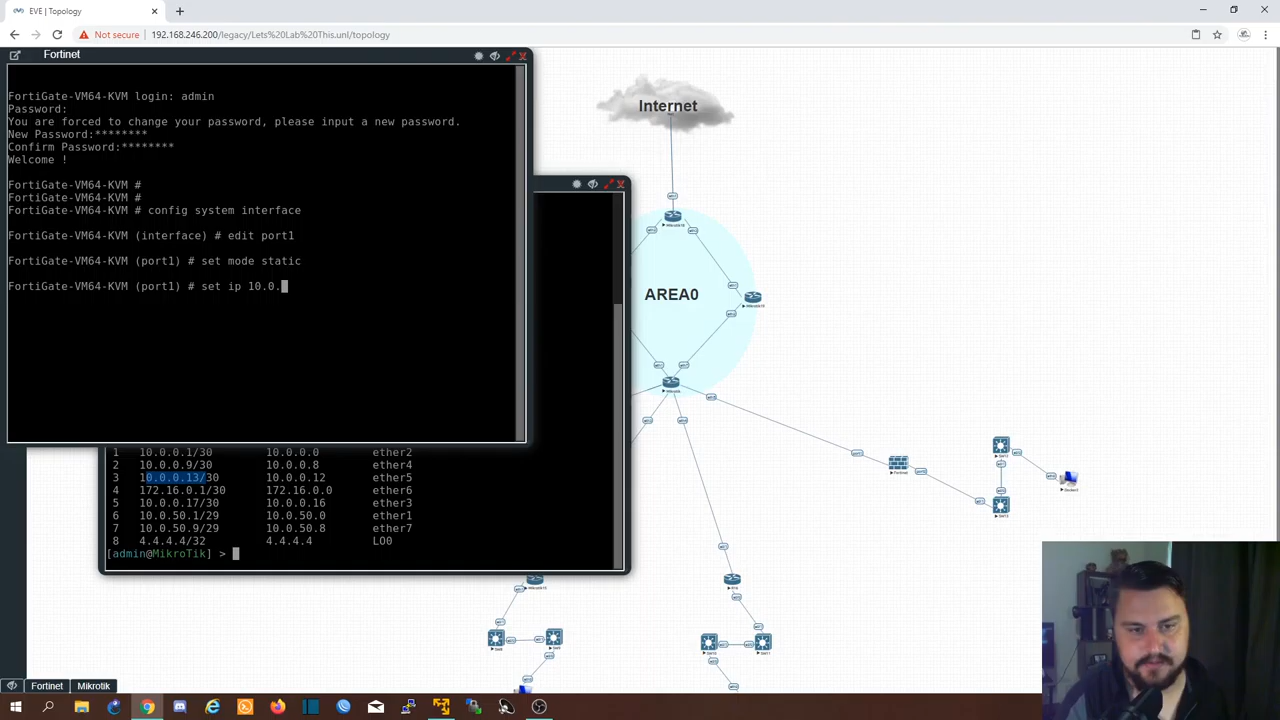 EVE | Topology
Not secure | 192.168.246.200/legacy/Lets%20Lab%20This.unl/topology
Fortinet
FortiGate-VM64-KVM login: admin
Password:
You are forced to change your password, please input a new password.
New Password:********
Confirm Password:********
Welcome !
FortiGate-VM64-KVM #
FortiGate-VM64-KVM #
FortiGate-VM64-KVM # config system interface
FortiGate-VM64-KVM (interface) # edit port1
FortiGate-VM64-KVM (port1) # set mode static
FortiGate-VM64-KVM (port1) # set ip 10.0.
Internet
AREA0
1 10.0.0.1/30 10.0.0.0 ether2
2 10.0.0.9/30 10.0.0.8 ether4
3 10.0.0.13/30 10.0.0.12 ether5
4 172.16.0.1/30 172.16.0.0 ether6
5 10.0.0.17/30 10.0.0.16 ether3
6 10.0.50.1/29 10.0.50.0 ether1
7 10.0.50.9/29 10.0.50.8 ether7
8 4.4.4.4/32 4.4.4.4 LO0
[admin@MikroTik] >
Fortinet
Fortinet
Mikrotik